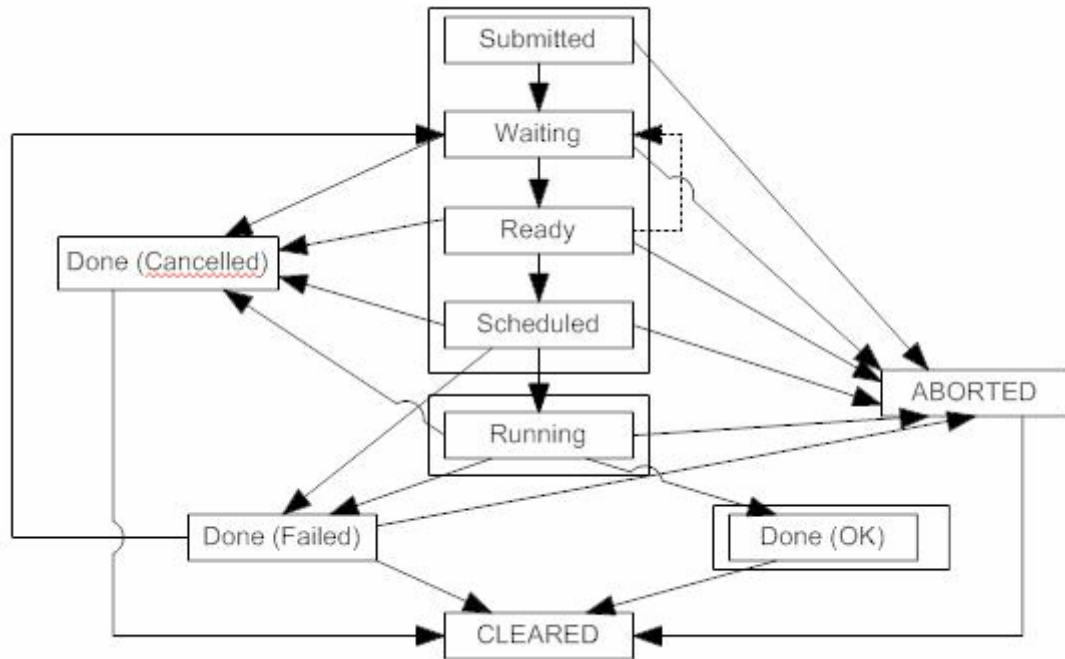 Submitted
Waiting
Ready
Done (Cancelled)
Scheduled
ABORTED
Running
Done (Failed)
Done (OK)
CLEARED